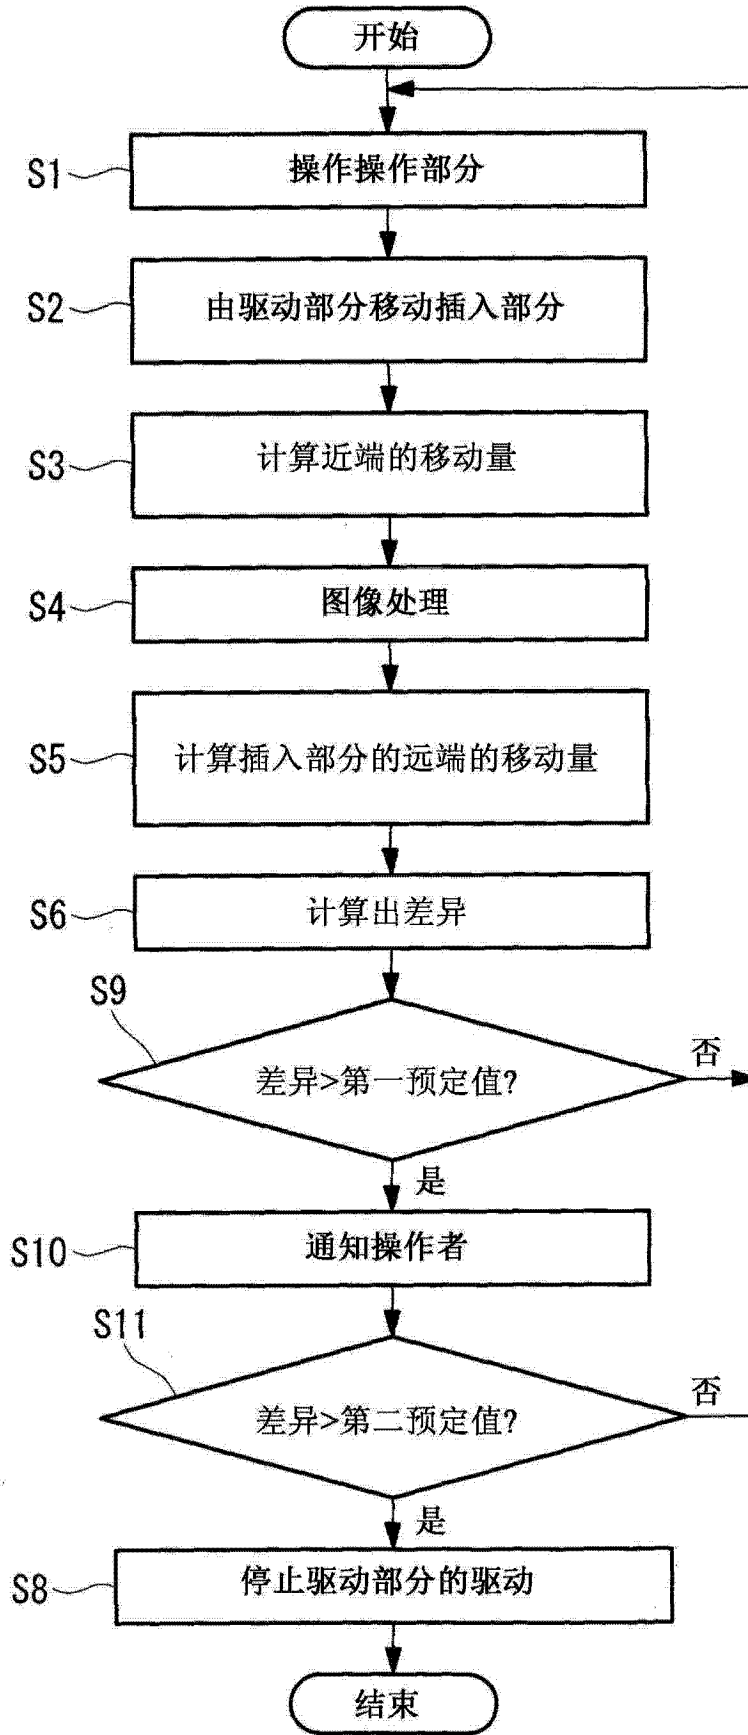 开始
S1
操作操作部分
S2
由驱动部分移动插入部分
S3
计算近端的移动量
S4
图像处理
S5
计算插入部分的远端的移动量
S6
计算出差异
S9
差异>第一预定值?
否
是
S10
通知操作者
S11
差异>第二预定值?
否
是
S8
停止驱动部分的驱动
结束